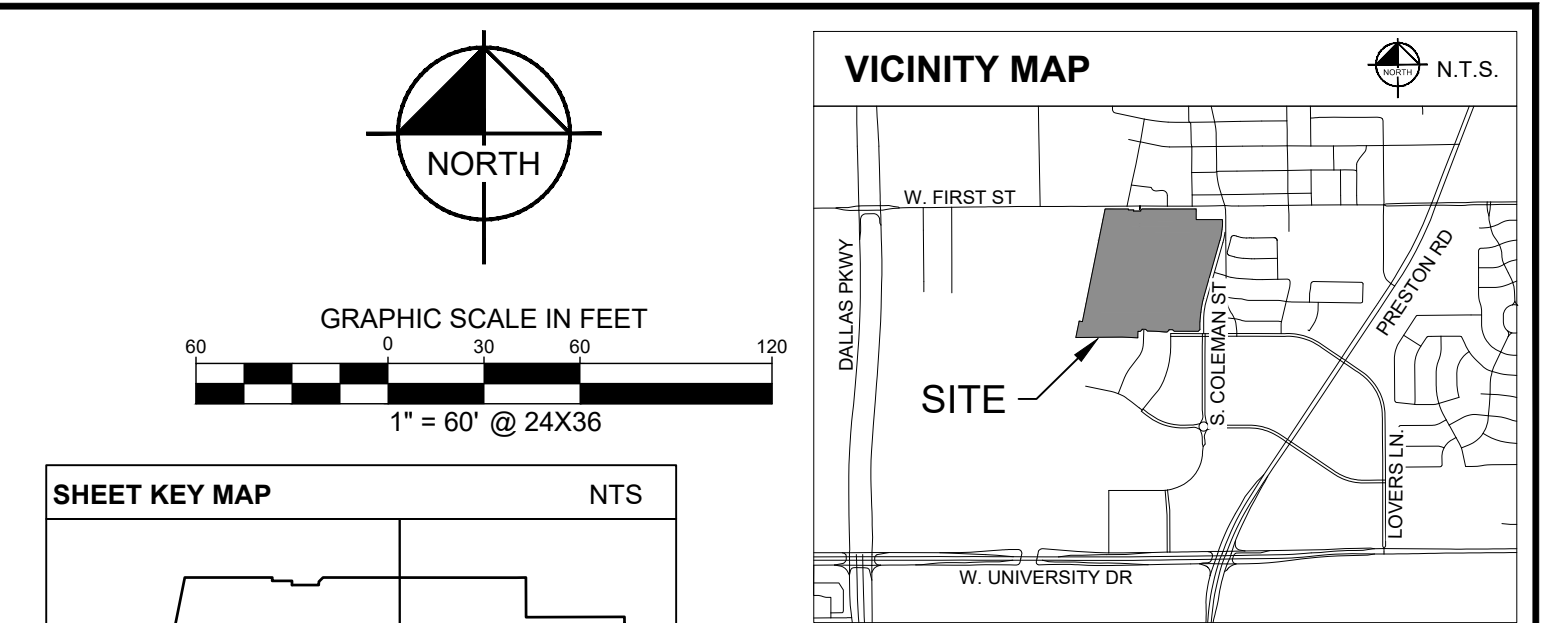 NORTH
GRAPHIC SCALE IN FEET
60 0 30 60 120
1" = 60' @ 24X36
SHEET KEY MAP NTS
VICINITY MAP NORTH N.T.S.
W. FIRST ST
DALLAS PKWY
SITE
S. COLEMAN ST
PRESTON RD
LOVERS LN.
W. UNIVERSITY DR